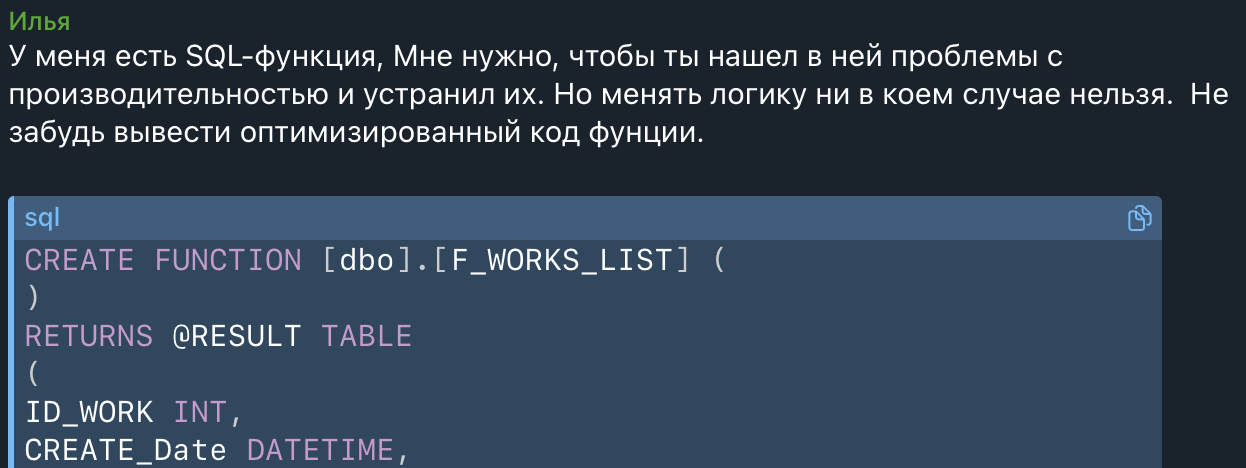 Илья
У меня есть SQL-функция, Мне нужно, чтобы ты нашел в ней проблемы с
производительностью и устранил их. Но менять логику ни в коем случае нельзя.  Не
забудь вывести оптимизированный код фунции.
sql
CREATE FUNCTION [dbo].[F_WORKS_LIST] (
)
RETURNS @RESULT TABLE
(
ID_WORK INT,
CREATE_Date DATETIME,